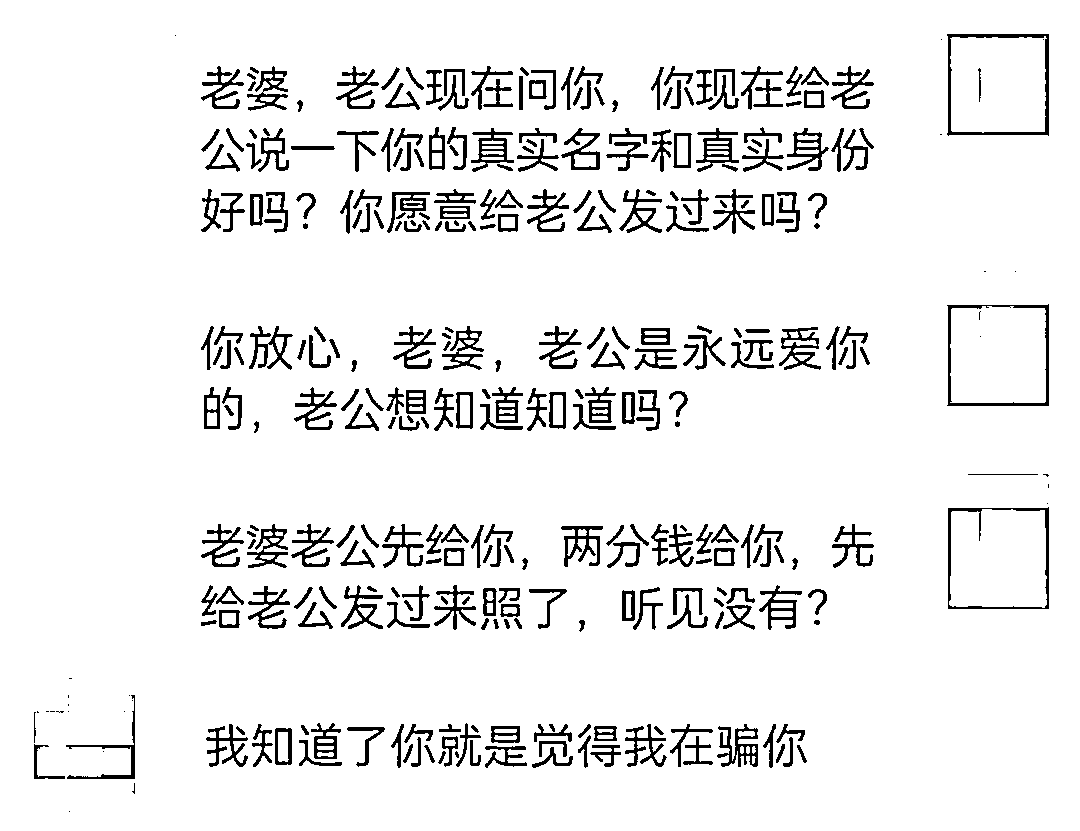 老婆，老公现在问你，你现在给老
公说一下你的真实名字和真实身份
好吗？你愿意给老公发过来吗？
你放心，老婆，老公是永远爱你
的，老公想知道知道吗？
老婆老公先给你，两分钱给你，先
给老公发过来照了，听见没有？
我知道了你就是觉得我在骗你